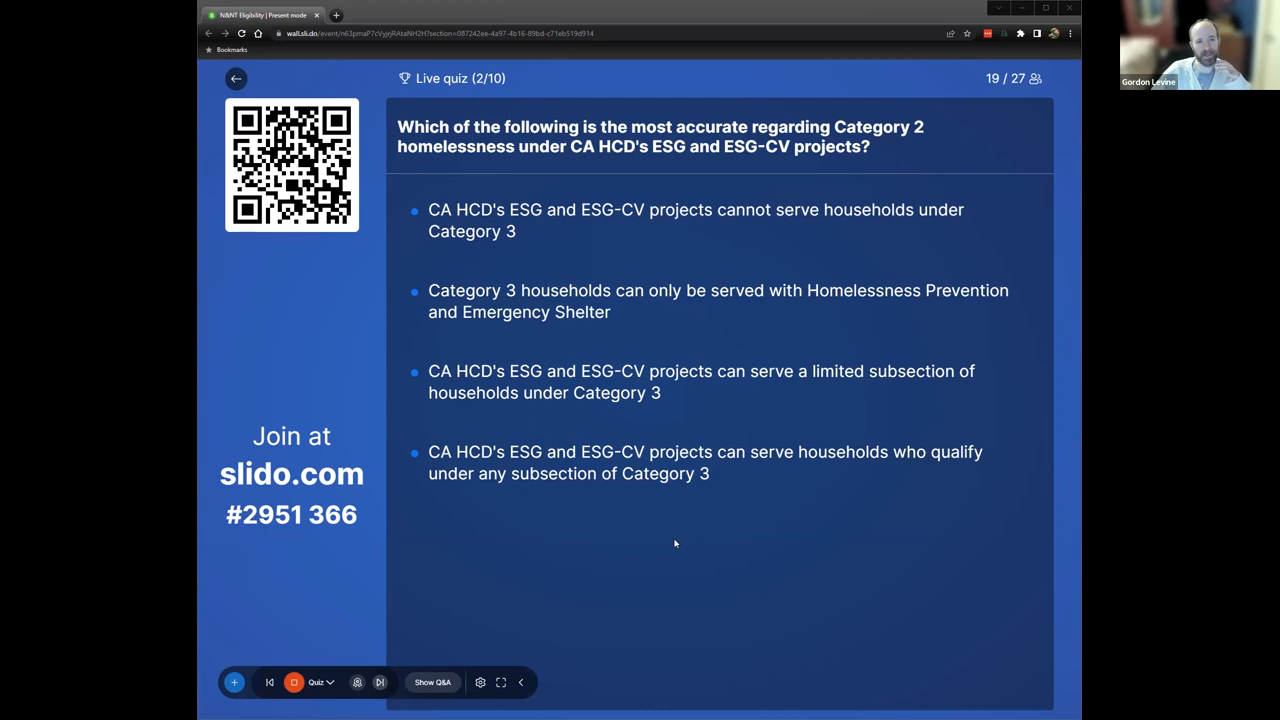 N&NT Eligibility | Present mode
wall.sli.do/event/n63pmaP7cVyjrjRAtaNH2H?section=087242ee-4a97-4b16-89bd-c71eb519d914
Bookmarks
Live quiz (2/10)
19 / 27
Gordon Levine
Which of the following is the most accurate regarding Category 2
homelessness under CA HCD's ESG and ESG-CV projects?
CA HCD's ESG and ESG-CV projects cannot serve households under
Category 3
Category 3 households can only be served with Homelessness Prevention
and Emergency Shelter
CA HCD's ESG and ESG-CV projects can serve a limited subsection of
households under Category 3
CA HCD's ESG and ESG-CV projects can serve households who qualify
under any subsection of Category 3
Join at
slido.com
#2951 366
Quiz
Show Q&A